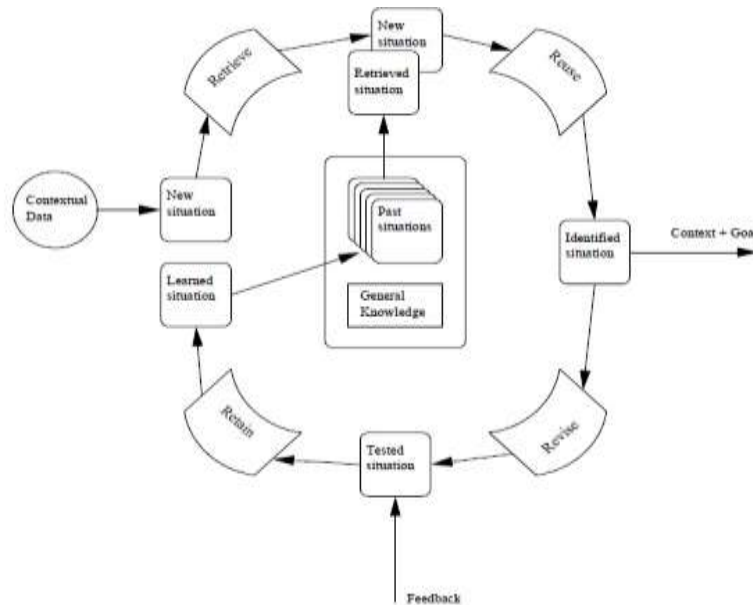 New
situation
Retrieve
Retrieved
situation
Reuse
Contextual
Data
New
situation
Past
situations
Identified
situation
Context + Goa
Learned
situation
General
Knowledge
Retain
Tested
situation
Revise
Feedback